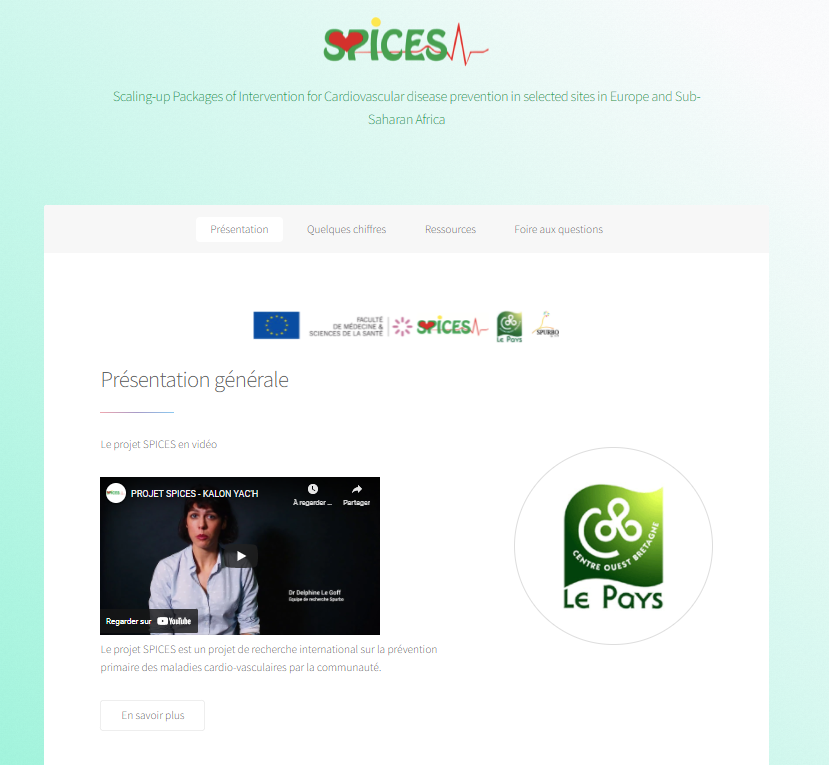 SPICES
Scaling-up Packages of Intervention for Cardiovascular disease prevention in selected sites in Europe and Sub-
Saharan Africa
Présentation Quelques chiffres Ressources Foire aux questions
FACULTÉ
DE MÉDECINE &
SCIENCES DE LA SANTÉ
SPICES
Le Pays
SPURBO
Présentation générale
Le projet SPICES en vidéo
SPICES
PROJET SPICES - KALON YAC'H
À regarder ... Partager
Dr Delphine Le Goff
Equipe de recherche Spurbo
Regarder sur YouTube
CENTRE OUEST BRETAGNE
Le Pays
Le projet SPICES est un projet de recherche international sur la prévention
primaire des maladies cardio-vasculaires par la communauté.
En savoir plus